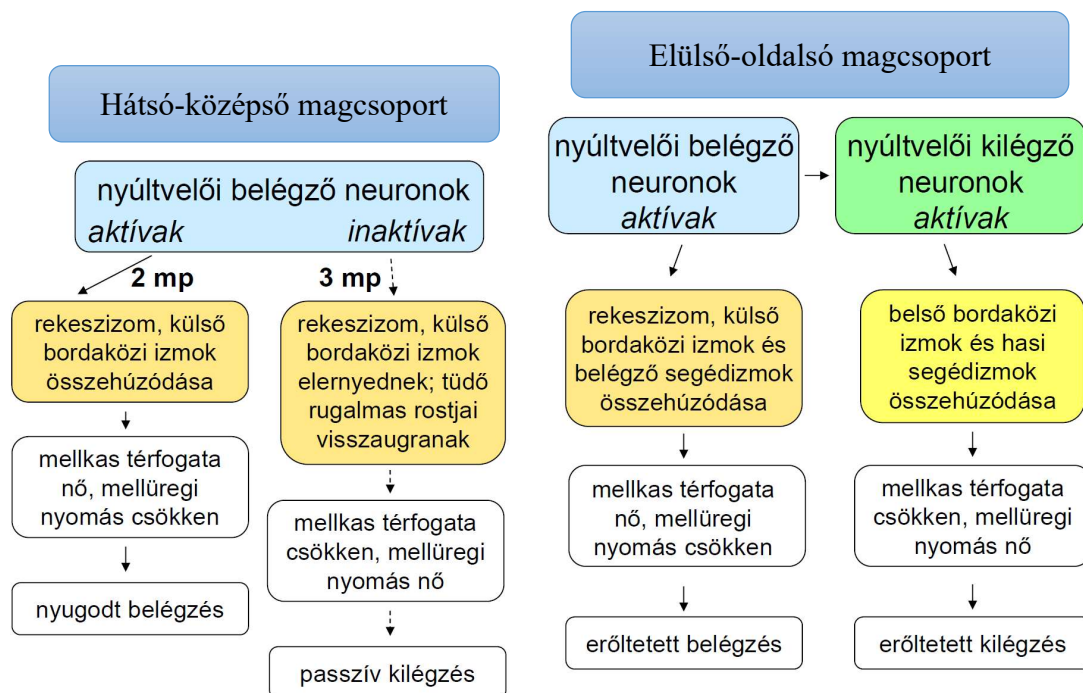 Hátsó-középső magcsoport
nyúltvelői belégző neuronok
aktívak
inaktívak
2 mp
3 mp
rekeszizom, külső
bordaközi izmok
összehúzódása
mellkas térfogata
nő, mellüregi
nyomás csökken
nyugodt belégzés
rekeszizom, külső
bordaközi izmok
elernyednek; tüdő
rugalmas rostjai
visszaugranak
mellkas térfogata
csökken, mellüregi
nyomás nő
passzív kilégzés
Elülső-oldalsó magcsoport
nyúltvelői belégző
neuronok
aktívak
rekeszizom, külső
bordaközi izmok és
belégző segédizmok
összehúzódása
mellkas térfogata
nő, mellüregi
nyomás csökken
erőltetett belégzés
nyúltvelői kilégző
neuronok
aktívak
belső bordaközi
izmok és hasi
segédizmok
összehúzódása
mellkas térfogata
csökken, mellüregi
nyomás nő
erőltetett kilégzés